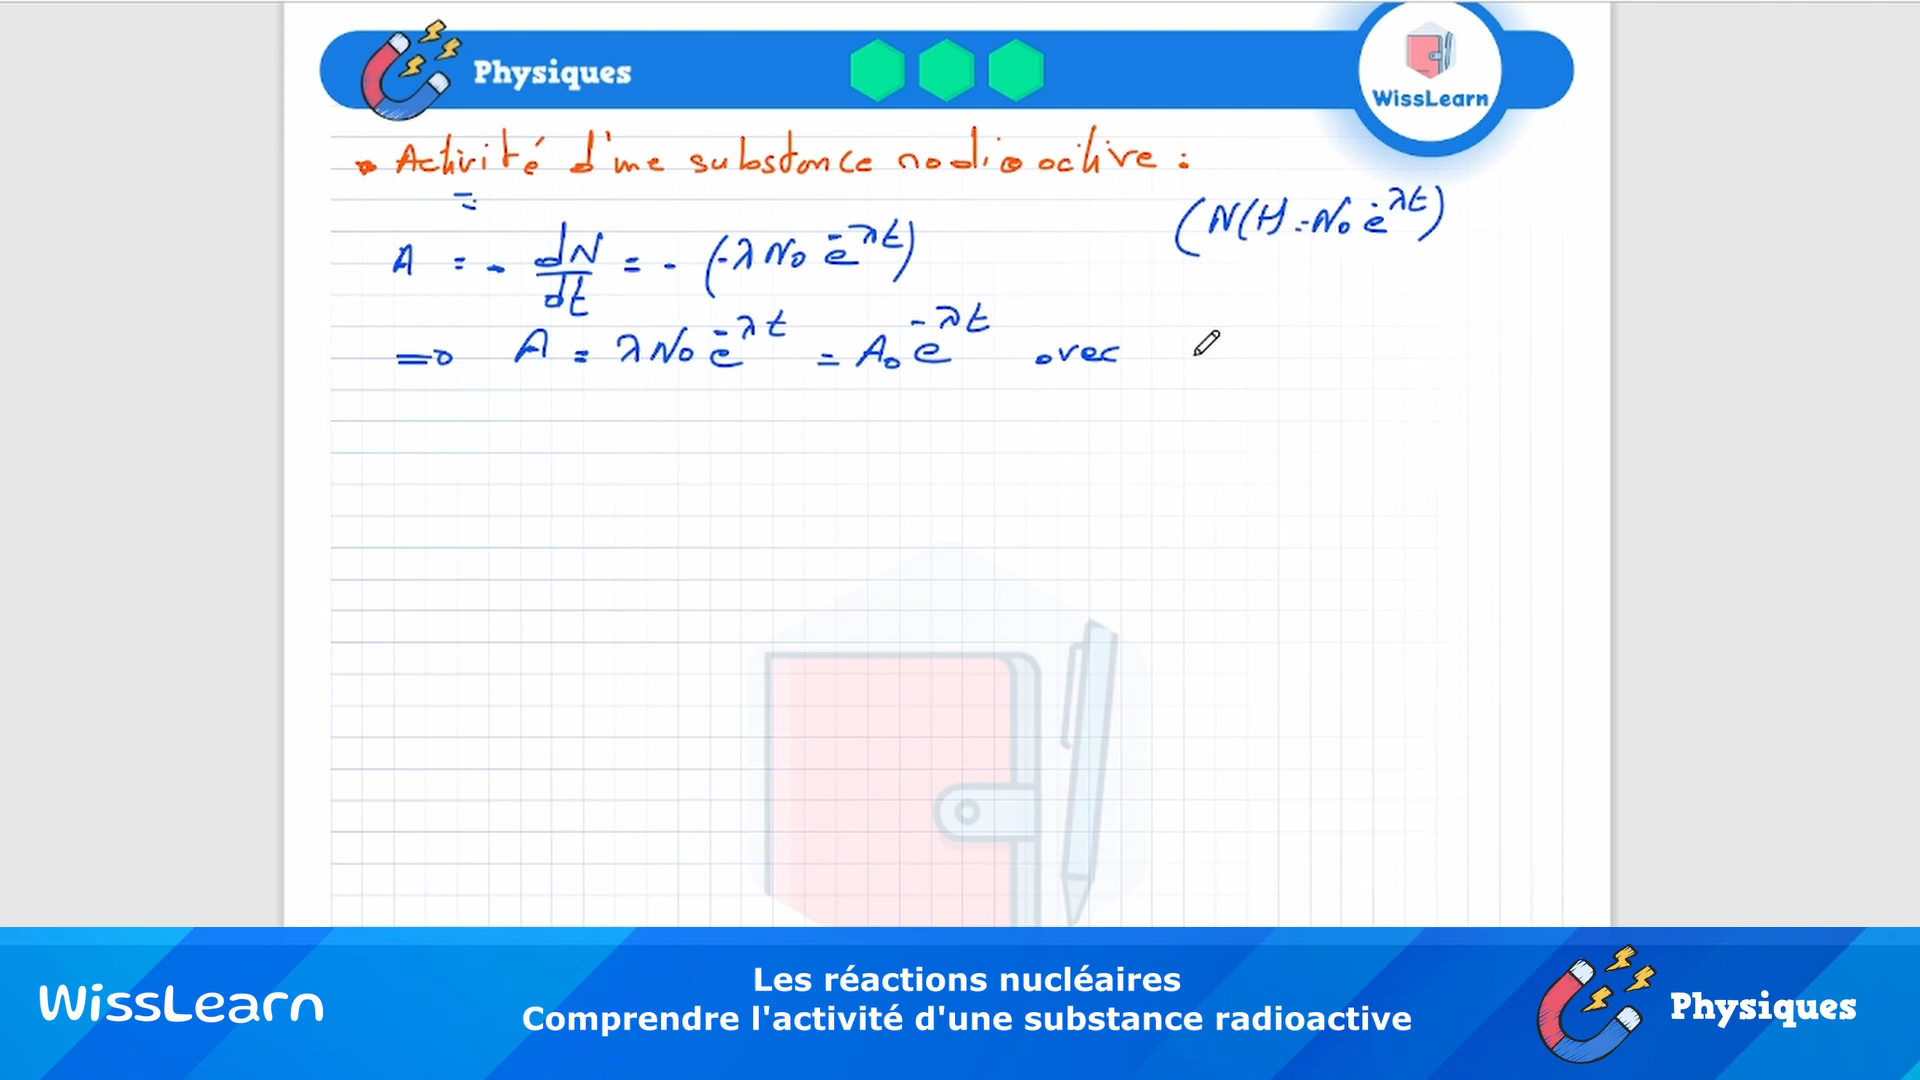 Physiques
WissLearn
Activité d'une substance radioactive :
(N(t) = N₀ e^-λt)
A = - dN/dt = - (-λ N₀ e^-λt)
=> A = λ N₀ e^-λt = A₀ e^-λt avec
WissLearn
Les réactions nucléaires
Comprendre l'activité d'une substance radioactive
Physiques